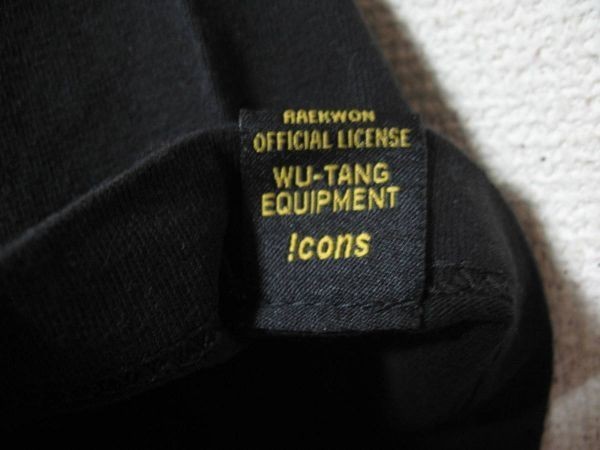 RAEKWON
OFFICIAL LICENSE
WU-TANG
EQUIPMENT
!cons